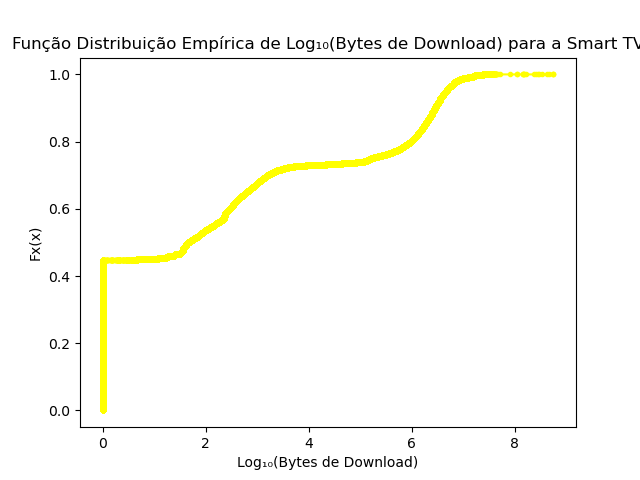 Função Distribuição Empírica de Log₁₀(Bytes de Download) para a Smart TV
1.0
0.8
0.6
0.4
0.2
0.0
Fx(x)
0 2 4 6 8
Log₁₀(Bytes de Download)